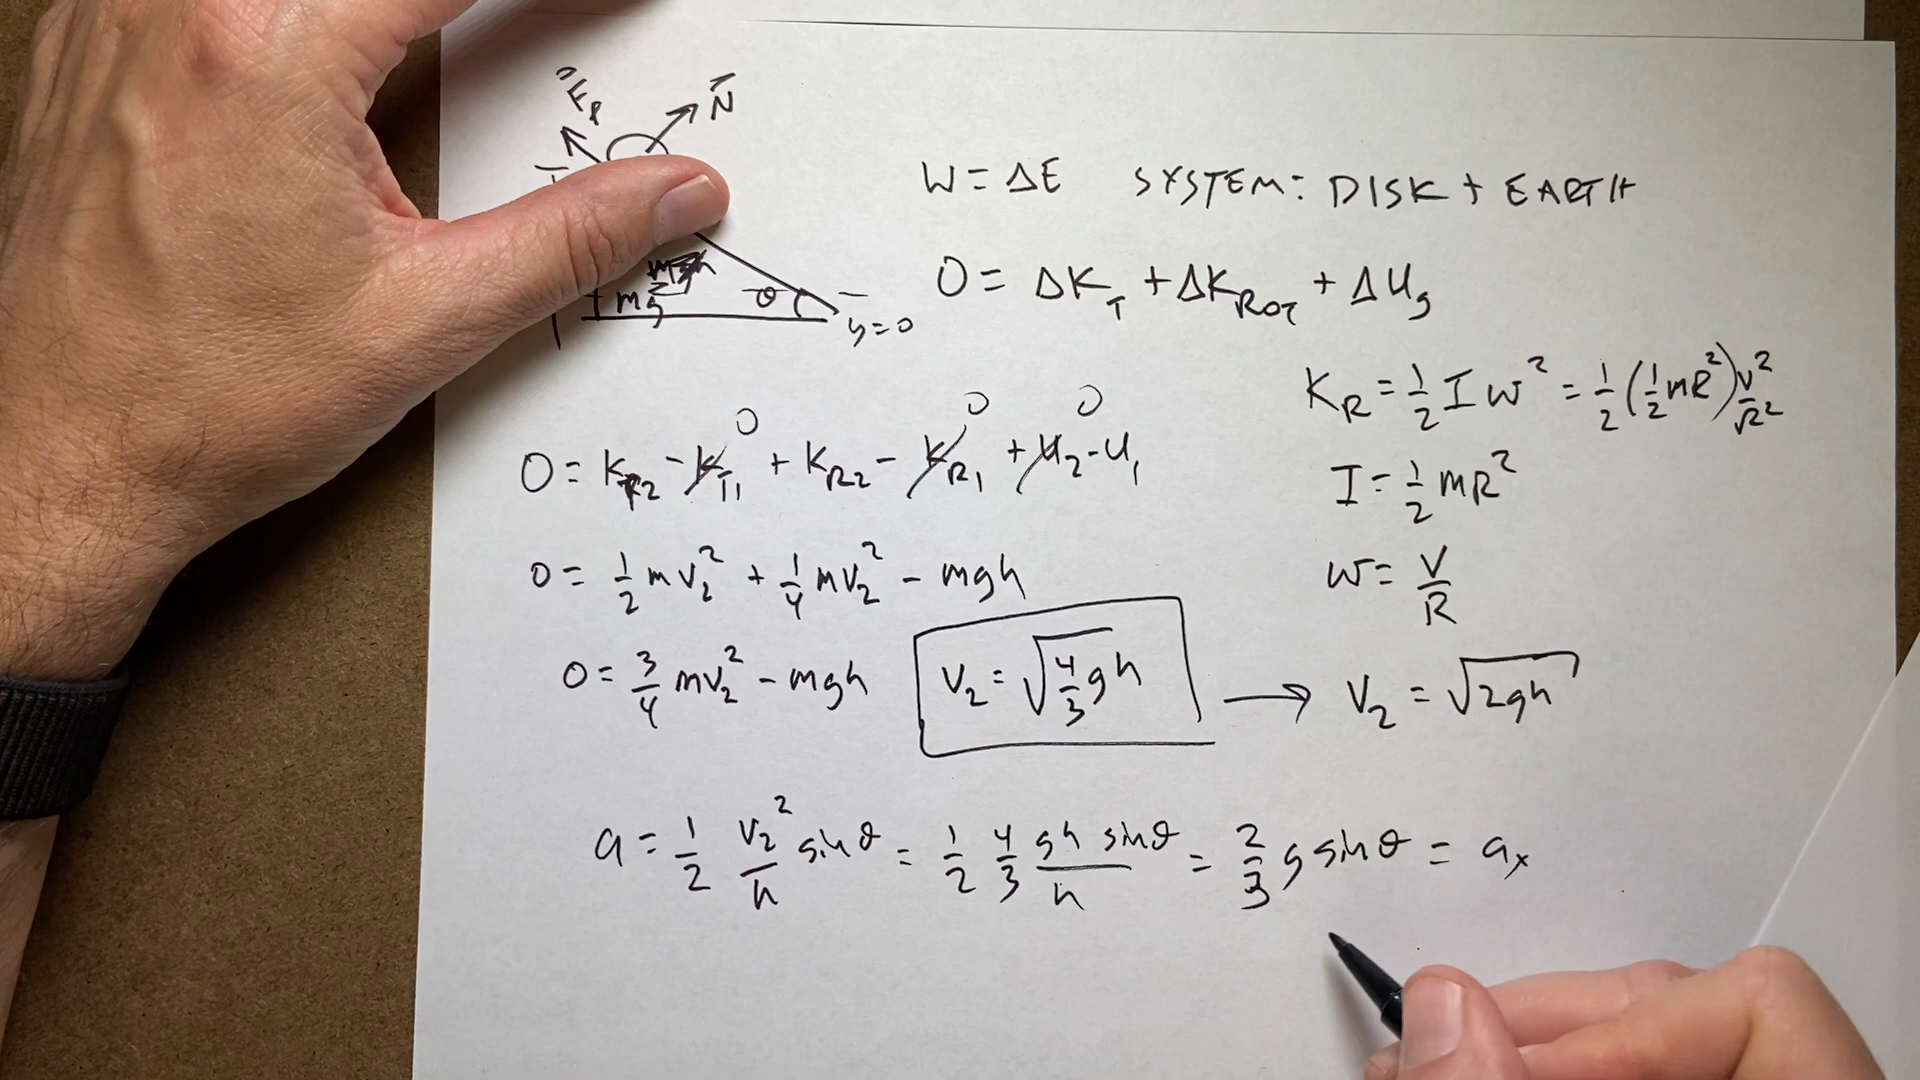 F⃗f N⃗
W = ΔE SYSTEM: DISK + EARTH
mg θ y=0
0 = ΔK_T + ΔK_ROT + ΔU_g
K_R = 1/2 I ω² = 1/2 (1/2 mR²) v²/R²
0 = K_T2 - K_T1 (0) + K_R2 - K_R1 (0) + U_2 (0) - U_1
I = 1/2 mR²
0 = 1/2 mv_2² + 1/4 mv_2² - mgh
ω = V/R
0 = 3/4 mv_2² - mgh V_2 = √(4/3 gh) → V_2 = √(2gh)
a = 1/2 v_2²/h sinθ = 1/2 4/3 gh sinθ/h = 2/3 g sinθ = a_x